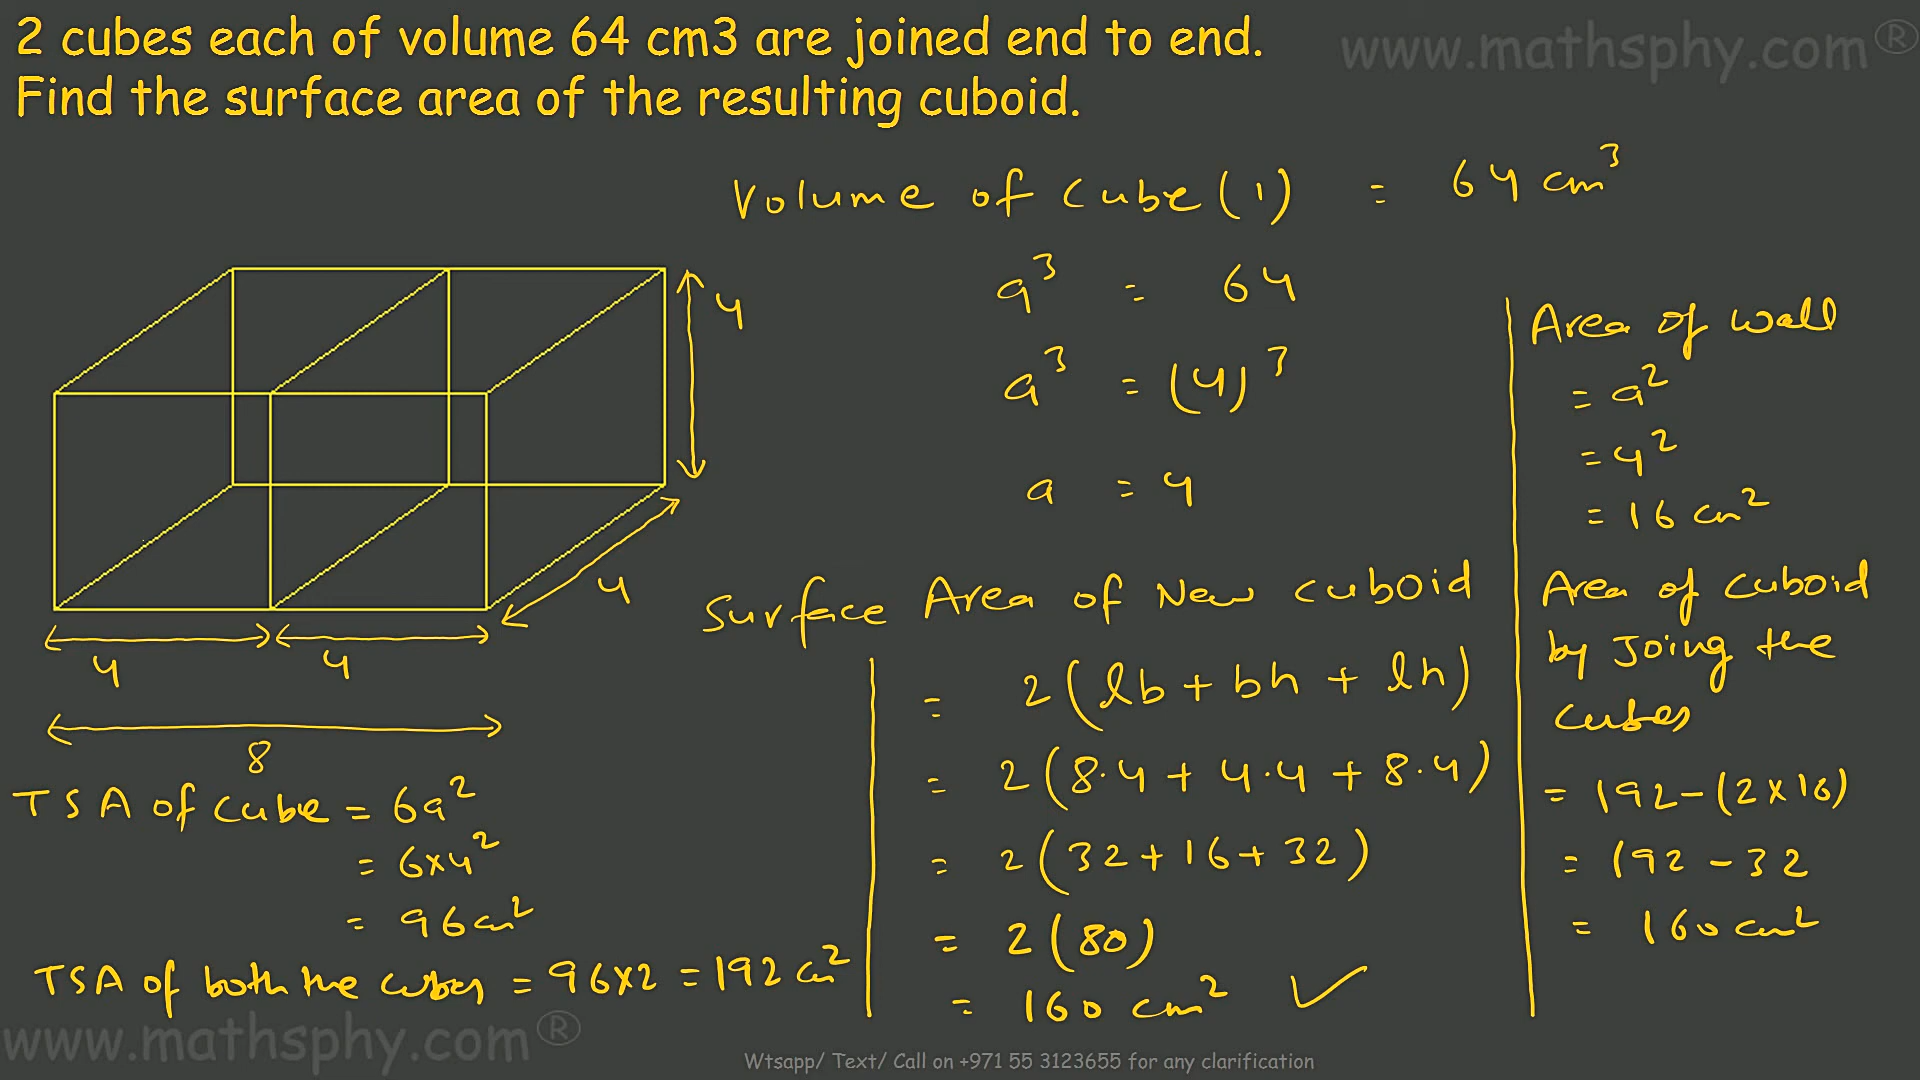 2 cubes each of volume 64 cm3 are joined end to end.
Find the surface area of the resulting cuboid.
www.mathsphy.com®
Volume of cube (1) = 64 cm³
a³ = 64
a³ = (4)³
a = 4
4
4
4
4
8
TSA of cube = 6a²
= 6×4²
= 96 cm²
TSA of both the cubes = 96×2 = 192 cm²
Surface Area of New cuboid
= 2(lb + bh + lh)
= 2(8.4 + 4.4 + 8.4)
= 2(32+16+32)
= 2(80)
= 160 cm² ✓
Area of wall
= a²
= 4²
= 16 cm²
Area of cuboid
by Joing the
cubes
= 192-(2×16)
= 192 - 32
= 160 cm²
www.mathsphy.com®
Wtsapp/ Text/ Call on +971 55 3123655 for any clarification